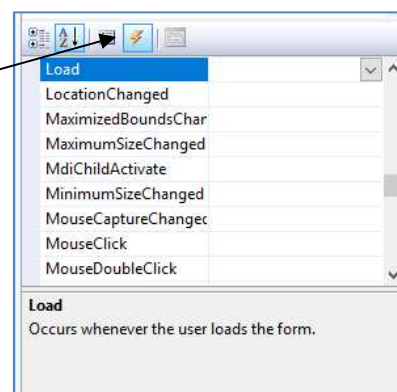 A
Z
Load
LocationChanged
MaximizedBoundsChar
MaximumSizeChanged
MdiChildActivate
MinimumSizeChanged
MouseCaptureChangec
MouseClick
MouseDoubleClick
Load
Occurs whenever the user loads the form.